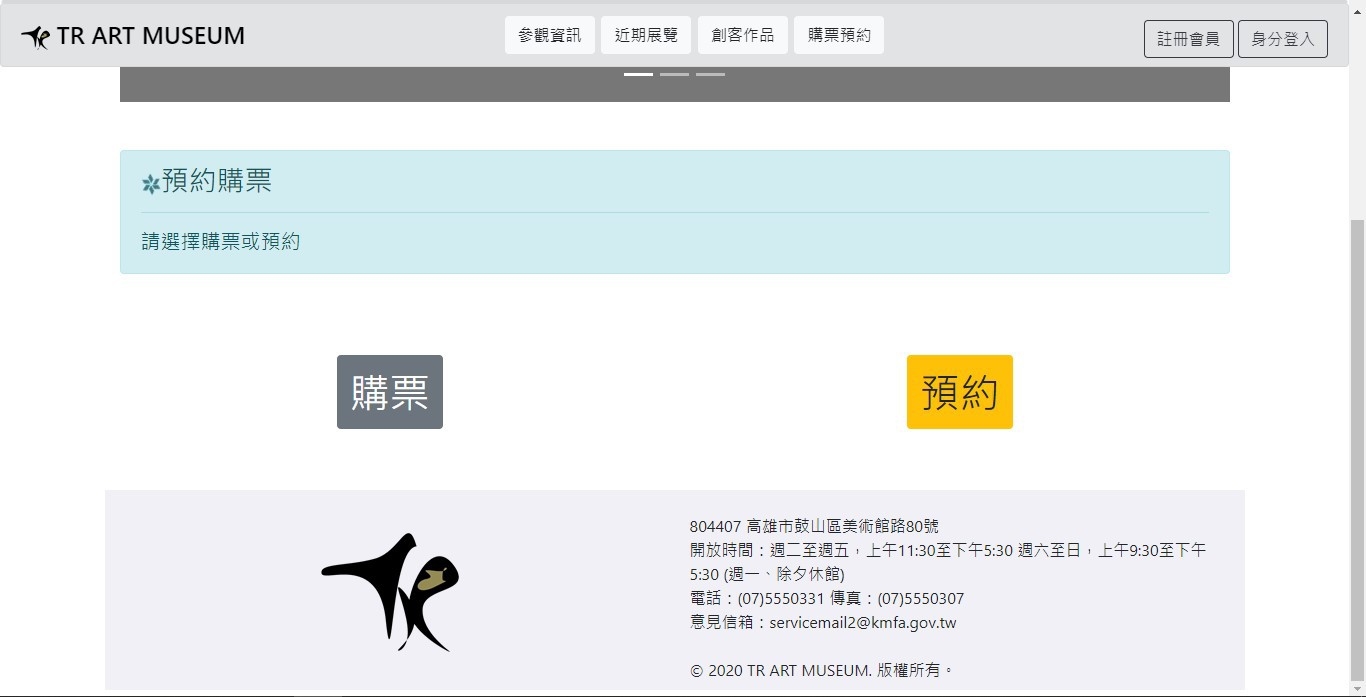 TR ART MUSEUM
參觀資訊 近期展覽 創客作品 購票預約
註冊會員 身分登入
預約購票
請選擇購票或預約
購票
預約
804407 高雄市鼓山區美術館路80號
開放時間：週二至週五，上午11:30至下午5:30 週六至日，上午9:30至下午
5:30 (週一、除夕休館)
電話：(07)5550331 傳真：(07)5550307
意見信箱：servicemail2@kmfa.gov.tw
© 2020 TR ART MUSEUM. 版權所有。